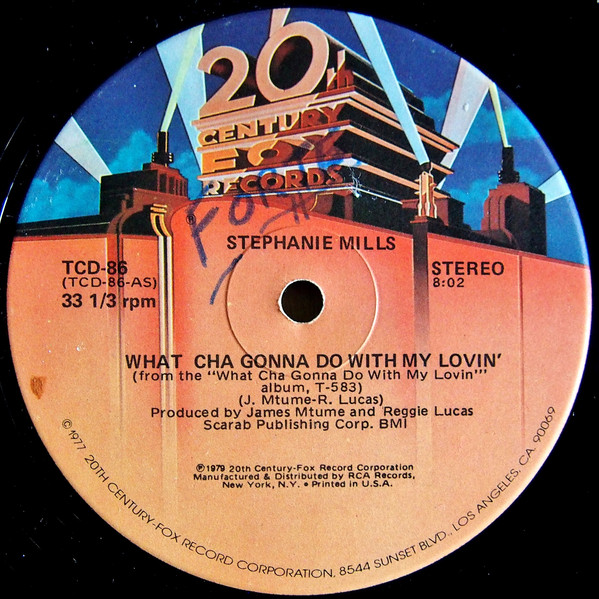 20th
CENTURY
FOX
RECORDS
STEPHANIE MILLS
TCD-86
(TCD-86-AS)
33 1/3 rpm
STEREO
8:02
WHAT CHA GONNA DO WITH MY LOVIN'
(from the "What Cha Gonna Do With My Lovin'"
album, T-583)
(J. Mtume-R. Lucas)
Produced by James Mtume and Reggie Lucas
Scarab Publishing Corp. BMI
℗1979 20th Century-Fox Record Corporation
Manufactured & Distributed by RCA Records,
New York, N.Y. • Printed in U.S.A.
© 1977, 20TH CENTURY-FOX RECORD CORPORATION, 8544 SUNSET BLVD., LOS ANGELES, CA. 90069